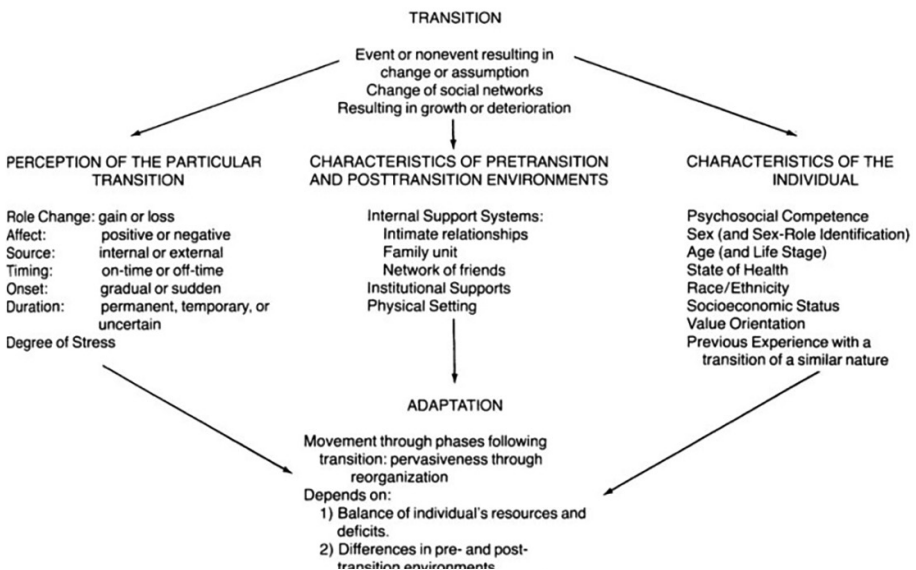 TRANSITION
Event or nonevent resulting in
change or assumption
Change of social networks
Resulting in growth or deterioration
PERCEPTION OF THE PARTICULAR
TRANSITION
Role Change: gain or loss
Affect: positive or negative
Source: internal or external
Timing: on-time or off-time
Onset: gradual or sudden
Duration: permanent, temporary, or
uncertain
Degree of Stress
CHARACTERISTICS OF PRETRANSITION
AND POSTTRANSITION ENVIRONMENTS
Internal Support Systems:
Intimate relationships
Family unit
Network of friends
Institutional Supports
Physical Setting
CHARACTERISTICS OF THE
INDIVIDUAL
Psychosocial Competence
Sex (and Sex-Role Identification)
Age (and Life Stage)
State of Health
Race/Ethnicity
Socioeconomic Status
Value Orientation
Previous Experience with a
transition of a similar nature
ADAPTATION
Movement through phases following
transition: pervasiveness through
reorganization
Depends on:
1) Balance of individual's resources and
deficits.
2) Differences in pre- and post-
transition environments